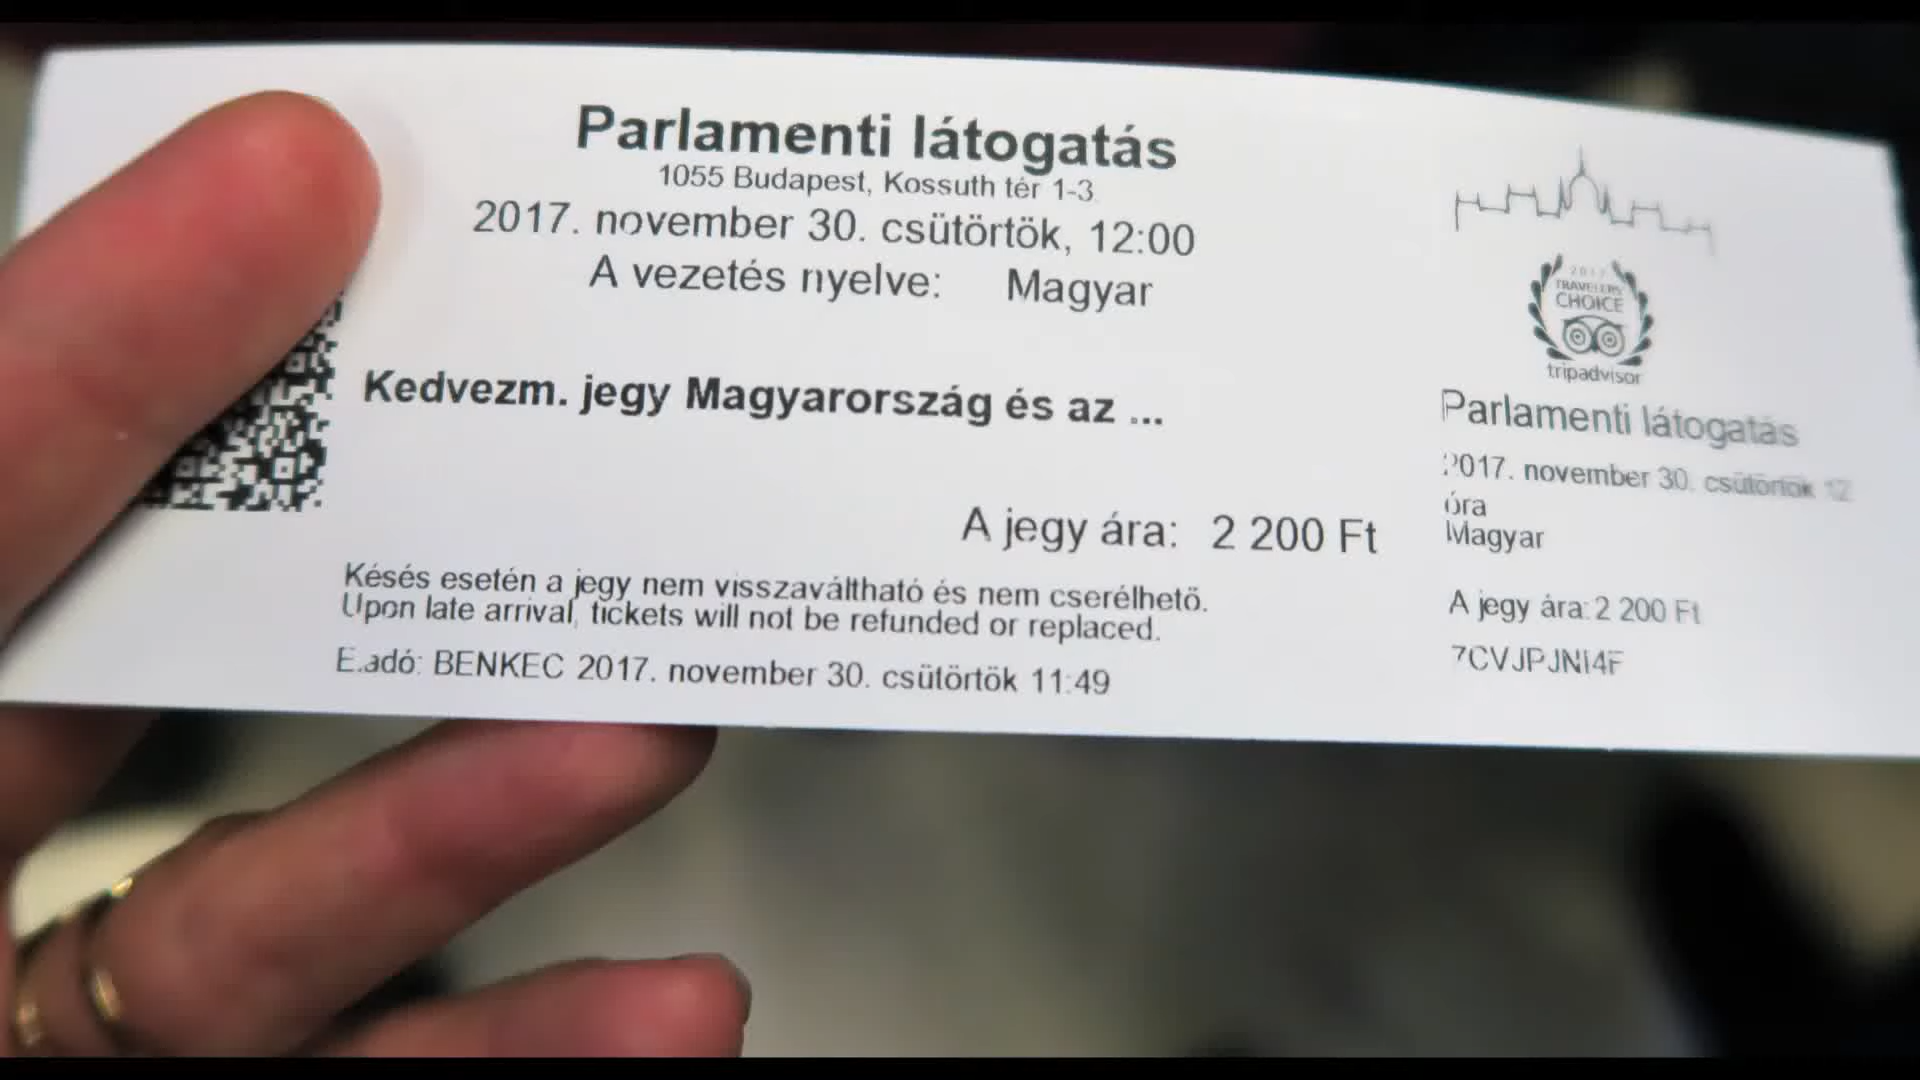 Parlamenti látogatás
1055 Budapest, Kossuth tér 1-3.
2017. november 30. csütörtök, 12:00
A vezetés nyelve: Magyar
Kedvezm. jegy Magyarország és az ...
A jegy ára: 2 200 Ft
Késés esetén a jegy nem visszaváltható és nem cserélhető.
Upon late arrival, tickets will not be refunded or replaced.
Eladó: BENKEC 2017. november 30. csütörtök 11:49
2017
TRAVELERS'
CHOICE
tripadvisor
Parlamenti látogatás
2017. november 30. csütörtök 12
óra
Magyar
A jegy ára: 2 200 Ft
7CVJPJNI4F